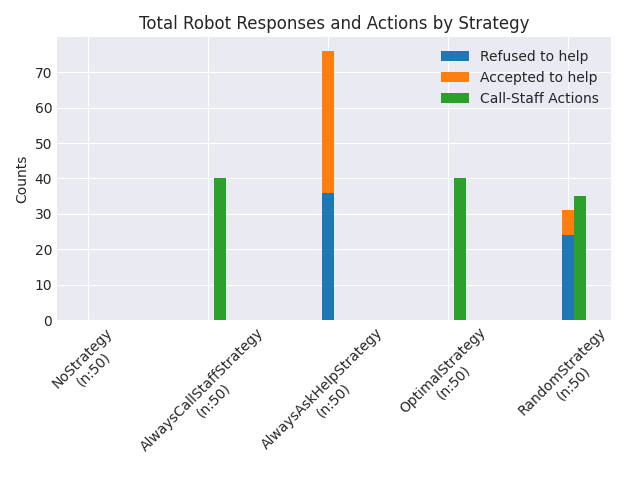 Total Robot Responses and Actions by Strategy
Refused to help
Accepted to help
Call-Staff Actions
Counts
70
60
50
40
30
20
10
0
NoStrategy
(n:50)
AlwaysCallStaffStrategy
(n:50)
AlwaysAskHelpStrategy
(n:50)
OptimalStrategy
(n:50)
RandomStrategy
(n:50)